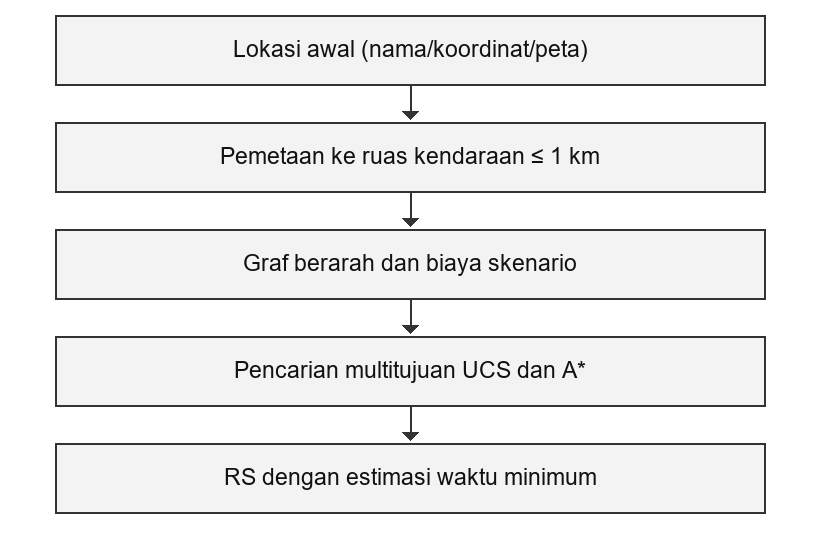 Lokasi awal (nama/koordinat/peta)
Pemetaan ke ruas kendaraan ≤ 1 km
Graf berarah dan biaya skenario
Pencarian multitujuan UCS dan A*
RS dengan estimasi waktu minimum